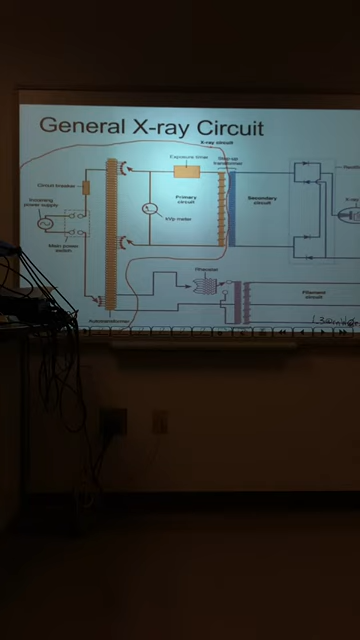 General X-ray Circuit
X-ray circuit
Exposure timer
Step-up
transformer
Circuit breaker
Incoming
power supply
Primary
circuit
Secondary
circuit
kVp meter
Main power
switch
Rheostat
Filament
circuit
Autotransformer